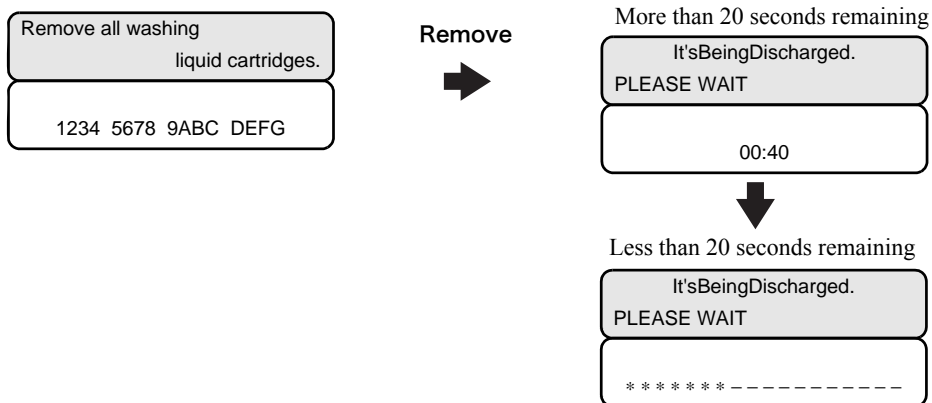 Remove all washing
liquid cartridges.
1234 5678 9ABC DEFG
Remove
More than 20 seconds remaining
It'sBeingDischarged.
PLEASE WAIT
00:40
Less than 20 seconds remaining
It'sBeingDischarged.
PLEASE WAIT
* * * * * * * – – – – – – – – – – –